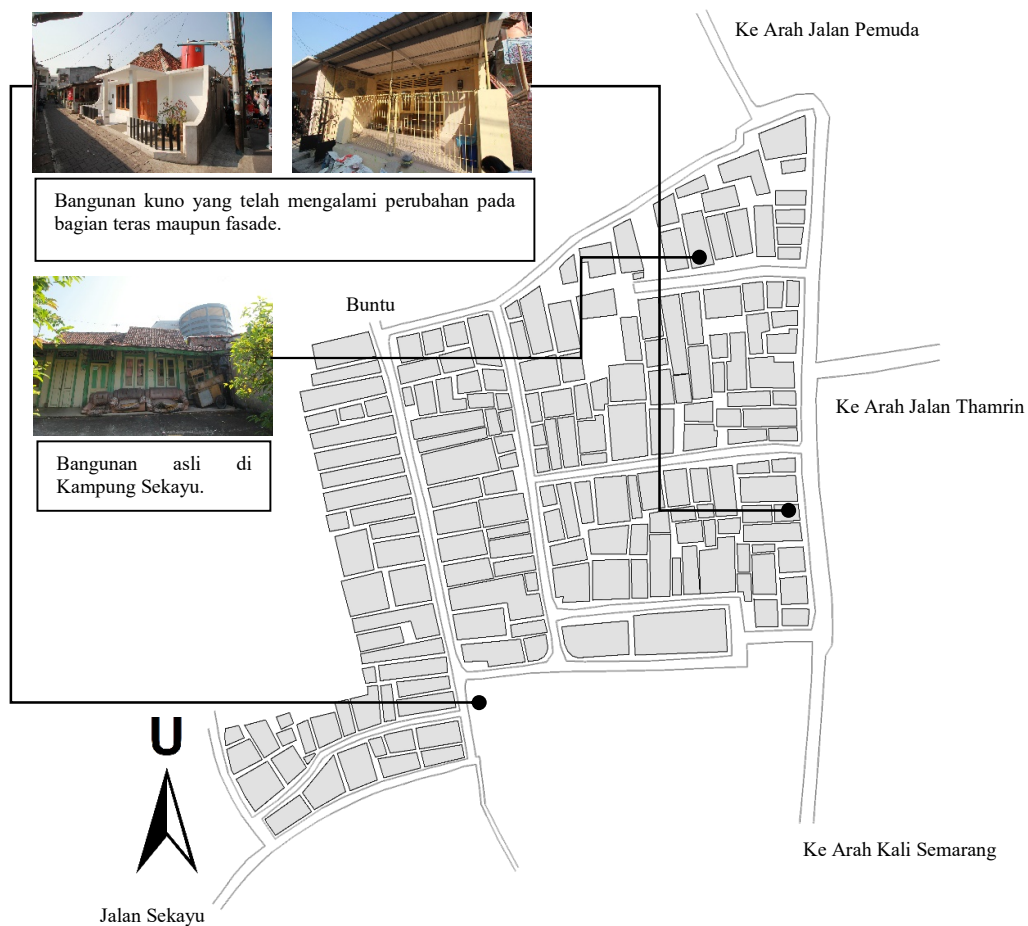 Ke Arah Jalan Pemuda
Bangunan kuno yang telah mengalami perubahan pada
bagian teras maupun fasade.
Buntu
Ke Arah Jalan Thamrin
Bangunan asli di
Kampung Sekayu.
U
Ke Arah Kali Semarang
Jalan Sekayu